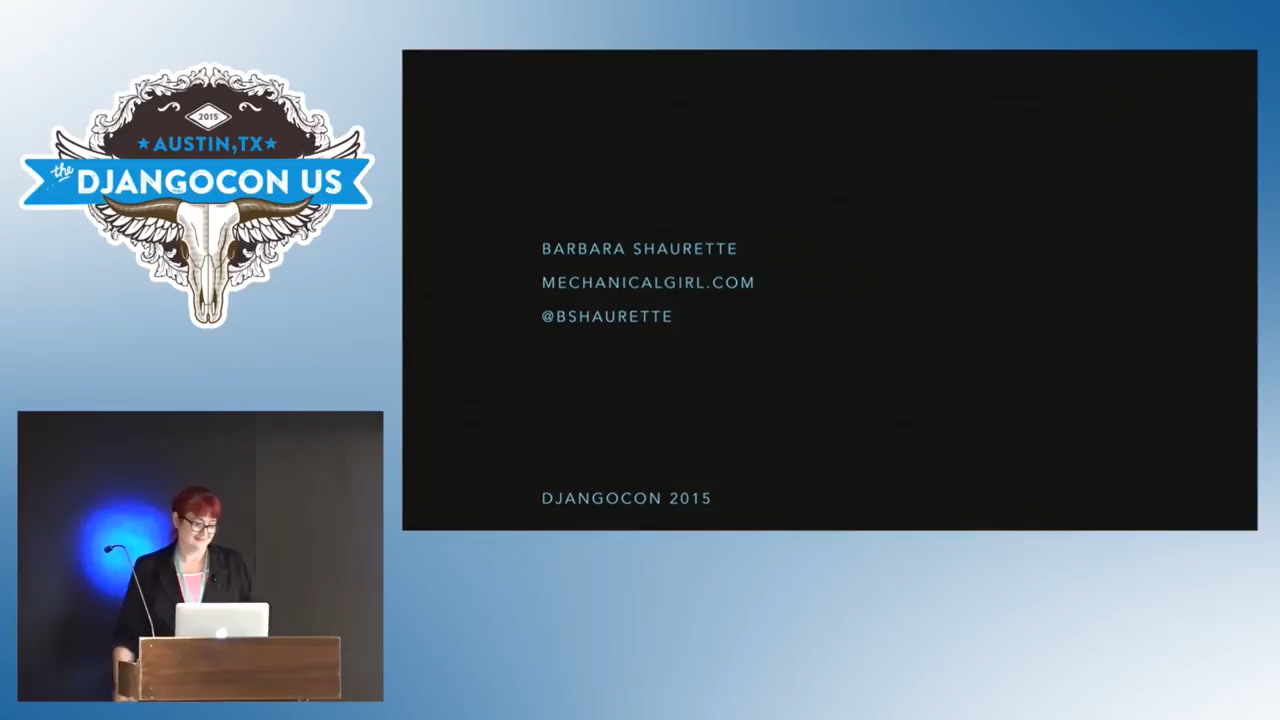 2015
AUSTIN, TX
the DJANGOCON US
BARBARA SHAURETTE
MECHANICALGIRL.COM
@BSHAURETTE
DJANGOCON 2015